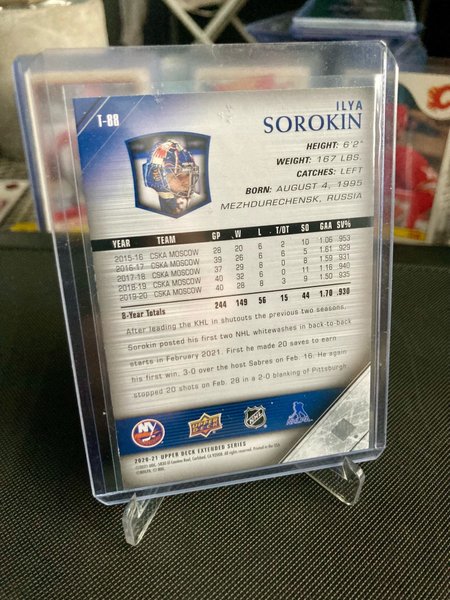 T-88
ILYA
SOROKIN
HEIGHT: 6'2"
WEIGHT: 167 LBS.
CATCHES: LEFT
BORN: AUGUST 4, 1995
MEZHDURECHENSK, RUSSIA
YEAR TEAM GP W L T/OT SO GAA SV%
2015-16 CSKA MOSCOW 28 20 6 2 10 1.06 .953
2016-17 CSKA MOSCOW 39 26 6 6 5 1.61 .929
2017-18 CSKA MOSCOW 37 29 8 0 8 1.59 .931
2018-19 CSKA MOSCOW 40 32 6 0 11 1.16 .940
2019-20 CSKA MOSCOW 40 28 8 3 9 1.50 .935
8-Year Totals 244 149 56 15 44 1.70 .930
After leading the KHL in shutouts the previous two seasons,
Sorokin posted his first two NHL whitewashes in back-to-back
starts in February 2021. First he made 20 saves to earn
his first win: 3-0 over the host Sabres on Feb. 16. He again
stopped 20 shots on Feb. 28 in a 2-0 blanking of Pittsburgh.
UPPER DECK
NHL
2020-21 UPPER DECK EXTENDED SERIES